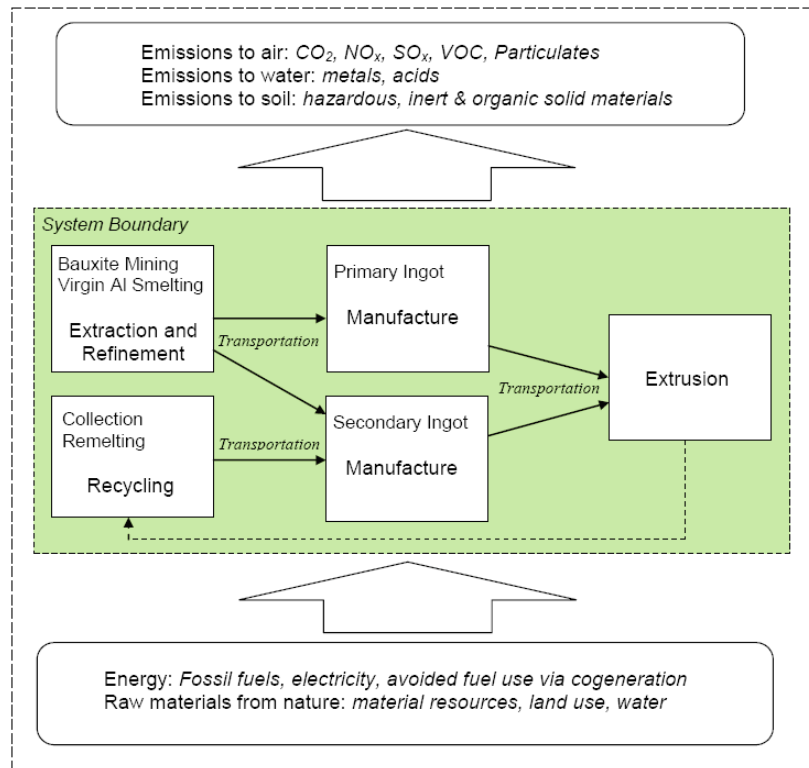 Emissions to air: CO2, NOx, SOx, VOC, Particulates
Emissions to water: metals, acids
Emissions to soil: hazardous, inert & organic solid materials
System Boundary
Bauxite Mining
Virgin Al Smelting
Extraction and
Refinement
Transportation
Primary Ingot
Manufacture
Collection
Remelting
Recycling
Transportation
Secondary Ingot
Manufacture
Transportation
Extrusion
Energy: Fossil fuels, electricity, avoided fuel use via cogeneration
Raw materials from nature: material resources, land use, water